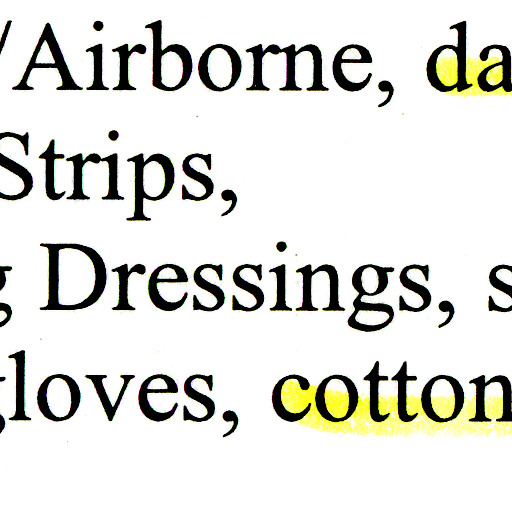 /Airborne, da
Strips,
g Dressings, s
gloves, cotton